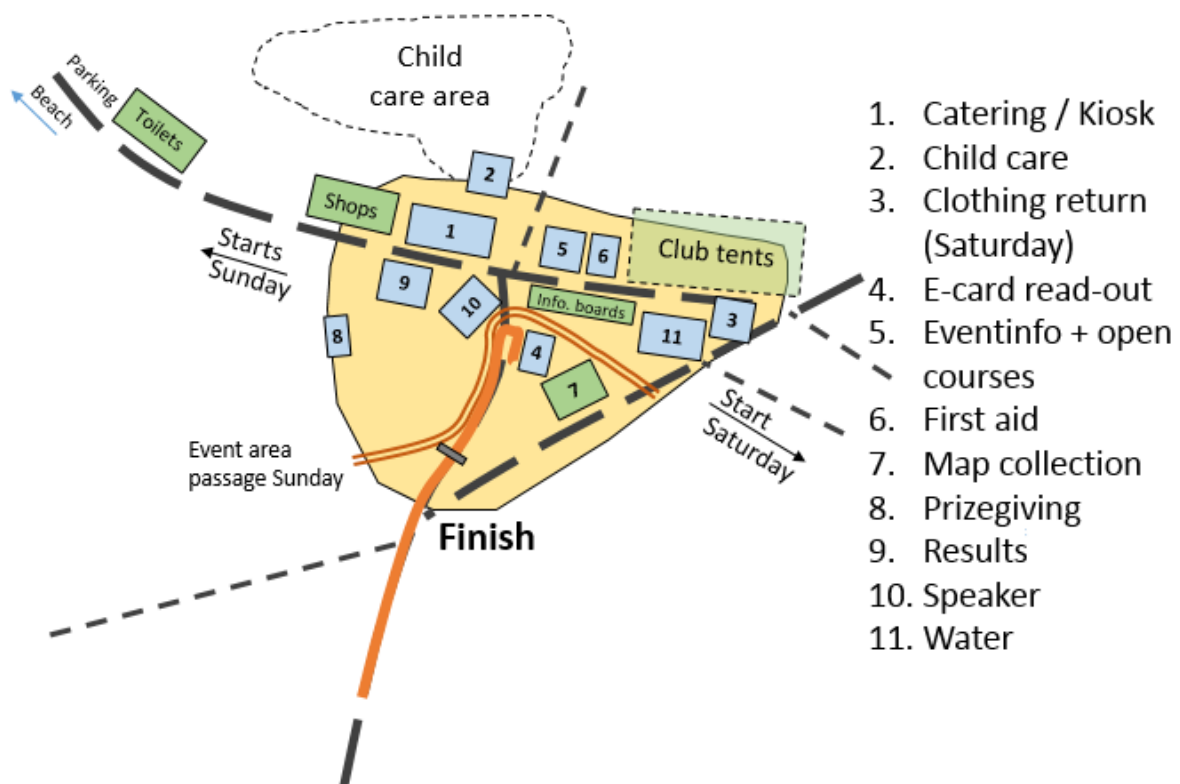 Child
care area
Parking
Beach
Toilets
2
Shops
1
5
6
Club tents
Starts
Sunday
9
10
Info. boards
3
8
4
11
7
Start
Saturday
Event area
passage Sunday
Finish
1. Catering / Kiosk
2. Child care
3. Clothing return
(Saturday)
4. E-card read-out
5. Eventinfo + open
courses
6. First aid
7. Map collection
8. Prizegiving
9. Results
10. Speaker
11. Water